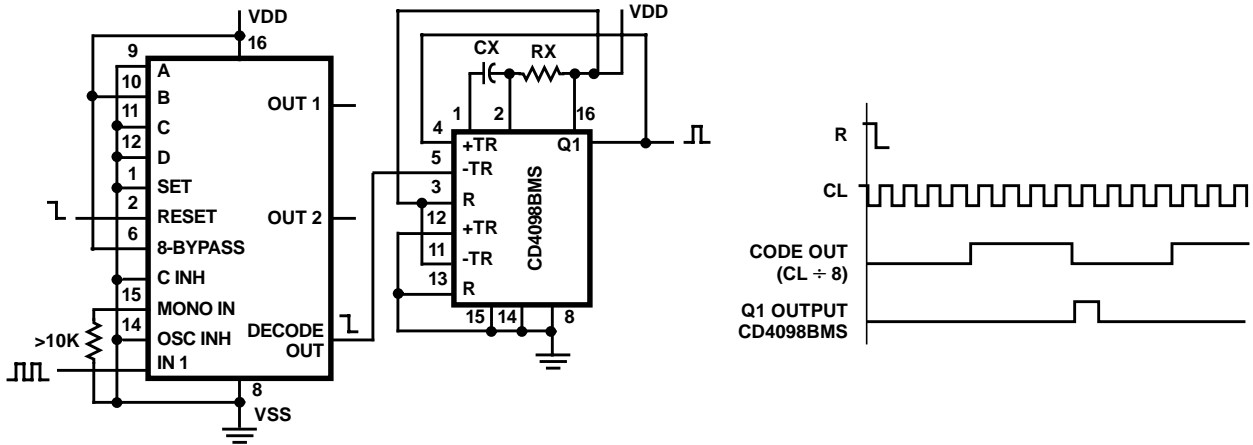 VDD
16
9
A
10
B
11
C
12
D
1
SET
2
RESET
6
8-BYPASS
C INH
15
MONO IN
14
OSC INH
>10K
IN 1
OUT 1
OUT 2
DECODE
OUT
8
VSS
VDD
CX
RX
1
2
16
4
+TR
Q1
5
-TR
3
R
12
+TR
11
-TR
13
R
CD4098BMS
15
14
8
R
CL
CODE OUT
(CL ÷ 8)
Q1 OUTPUT
CD4098BMS